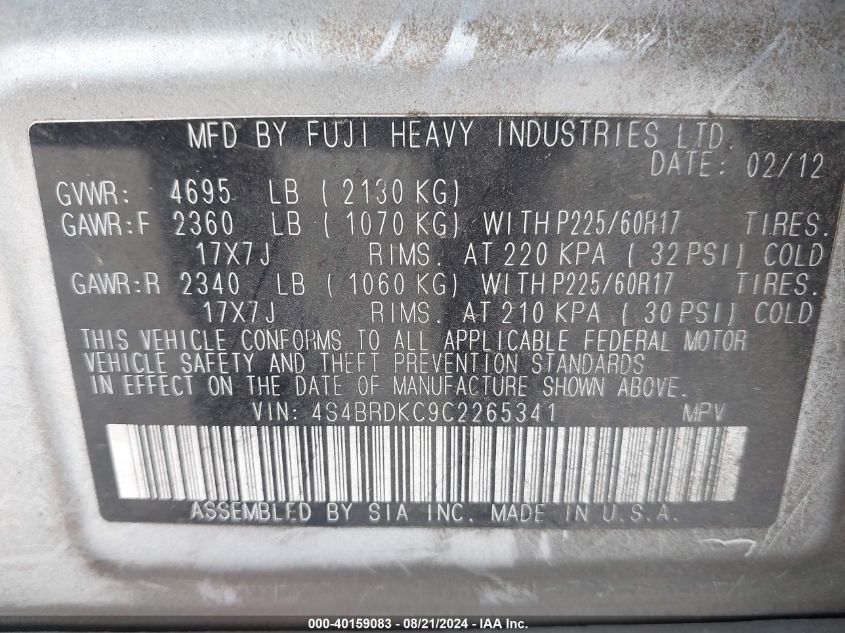 MFD BY FUJI HEAVY INDUSTRIES LTD.
DATE: 02/12
GVWR: 4695 LB ( 2130 KG)
GAWR:F 2360 LB ( 1070 KG) WITH P225/60R17 TIRES.
17X7J RIMS. AT 220 KPA ( 32 PSI) COLD
GAWR:R 2340 LB ( 1060 KG) WITH P225/60R17 TIRES.
17X7J RIMS. AT 210 KPA ( 30 PSI) COLD
THIS VEHICLE CONFORMS TO ALL APPLICABLE FEDERAL MOTOR
VEHICLE SAFETY AND THEFT PREVENTION STANDARDS
IN EFFECT ON THE DATE OF MANUFACTURE SHOWN ABOVE.
VIN: 4S4BRDKC9C2265341 MPV
ASSEMBLED BY SIA INC. MADE IN U.S.A.
000-40159083 - 08/21/2024 - IAA Inc.